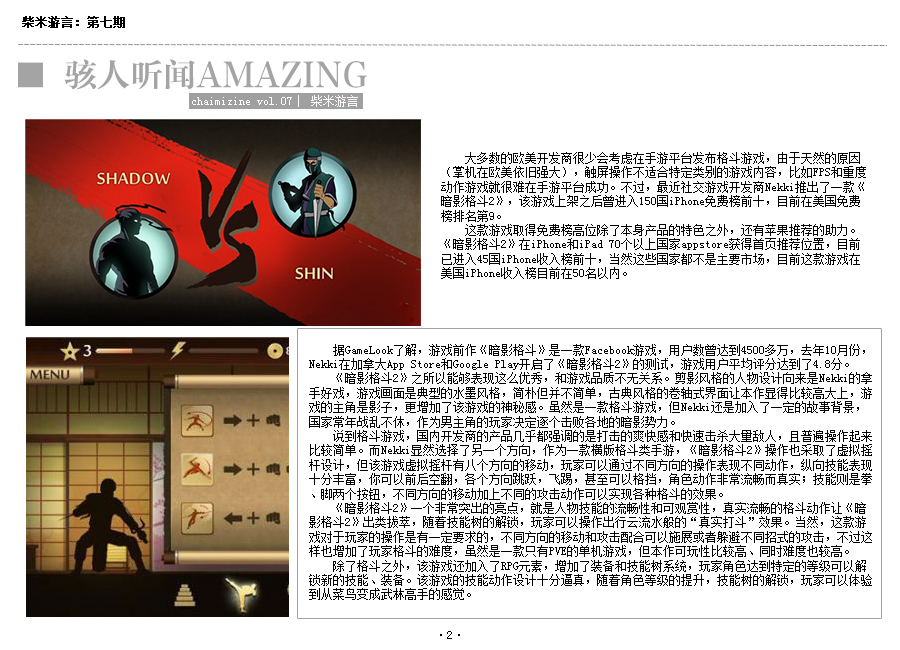 柴米游言：第七期
骇人听闻AMAZING
chaimizine vol.07| 柴米游言
SHADOW
VS
SHIN
大多数的欧美开发商很少会考虑在手游平台发布格斗游戏，由于天然的原因
（掌机在欧美依旧强大），触屏操作不适合特定类别的游戏内容，比如FPS和重度
动作游戏就很难在手游平台成功。不过，最近社交游戏开发商Nekki推出了一款《
暗影格斗2》，该游戏上架之后曾进入150国iPhone免费榜前十，目前在美国免费
榜排名第9。
这款游戏取得免费榜高位除了本身产品的特色之外，还有苹果推荐的助力。
《暗影格斗2》在iPhone和iPad 70个以上国家appstore获得首页推荐位置，目前
已进入45国iPhone收入榜前十，当然这些国家都不是主要市场，目前这款游戏在
美国iPhone收入榜目前在50名以内。
3
MENU
据GameLook了解，游戏前作《暗影格斗》是一款Facebook游戏，用户数曾达到4500多万，去年10月份，
Nekki在加拿大App Store和Google Play开启了《暗影格斗2》的测试，游戏用户平均评分达到了4.8分。
《暗影格斗2》之所以能够表现这么优秀，和游戏品质不无关系。剪影风格的人物设计向来是Nekki的拿
手好戏，游戏画面是典型的水墨风格，简朴但并不简单，古典风格的卷轴式界面让本作显得比较高大上，游
戏的主角是影子，更增加了该游戏的神秘感。虽然是一款格斗游戏，但Nekki还是加入了一定的故事背景，
国家常年战乱不休，作为男主角的玩家决定逐个击败各地的暗影势力。
说到格斗游戏，国内开发商的产品几乎都强调的是打击的爽快感和快速击杀大量敌人，且普遍操作起来
比较简单。而Nekki显然选择了另一个方向，作为一款横版格斗类手游，《暗影格斗2》操作也采取了虚拟摇
杆设计，但该游戏虚拟摇杆有八个方向的移动，玩家可以通过不同方向的操作表现不同动作，纵向技能表现
十分丰富，你可以前后空翻，各个方向跳跃，飞踢，甚至可以格挡，角色动作非常流畅而真实；技能则是拳
、脚两个按钮，不同方向的移动加上不同的攻击动作可以实现各种格斗的效果。
《暗影格斗2》一个非常突出的亮点，就是人物技能的流畅性和可观赏性，真实流畅的格斗动作让《暗
影格斗2》出类拔萃，随着技能树的解锁，玩家可以操作出行云流水般的“真实打斗”效果。当然，这款游
戏对于玩家的操作是有一定要求的，不同方向的移动和攻击配合可以施展或者躲避不同招式的攻击，不过这
样也增加了玩家格斗的难度，虽然是一款只有PVE的单机游戏，但本作可玩性比较高、同时难度也较高。
除了格斗之外，该游戏还加入了RPG元素，增加了装备和技能树系统，玩家角色达到特定的等级可以解
锁新的技能、装备。该游戏的技能动作设计十分逼真，随着角色等级的提升，技能树的解锁，玩家可以体验
到从菜鸟变成武林高手的感觉。
·2·